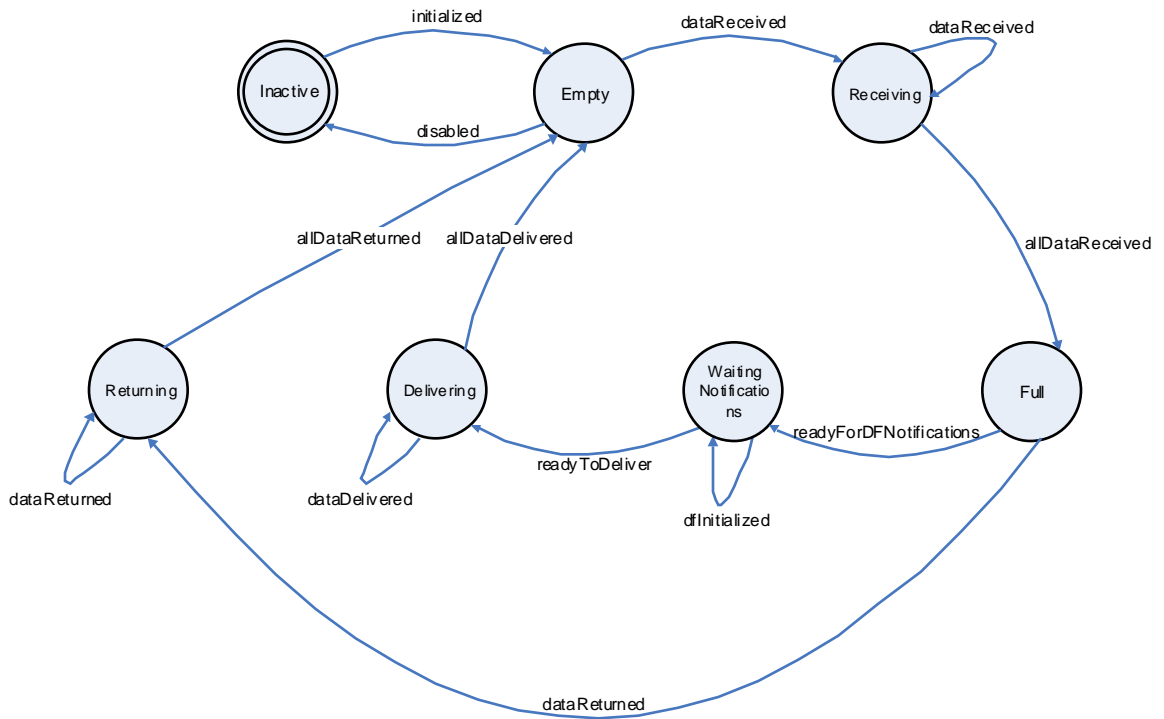 initialized
dataReceived
dataReceived
Inactive
Empty
Receiving
disabled
allDataReturned
allDataDelivered
allDataReceived
Returning
Delivering
Waiting
Notificatio
ns
Full
readyForDFNotifications
readyToDeliver
dataReturned
dataDelivered
dfInitialized
dataReturned